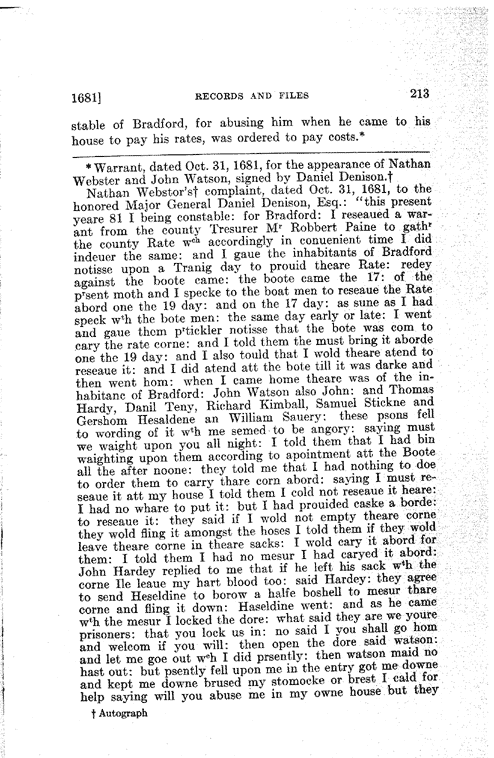 1681] RECORDS AND FILES 213
stable of Bradford, for abusing him when he came to his
house to pay his rates, was ordered to pay costs.*
* Warrant, dated Oct. 31, 1681, for the appearance of Nathan
Webster and John Watson, signed by Daniel Denison.†
Nathan Webstor's† complaint, dated Oct. 31, 1681, to the
honored Major General Daniel Denison, Esq.: "this present
yeare 81 I being constable: for Bradford: I reseaued a war-
ant from the county Tresurer Mʳ Robbert Paine to gathʳ
the county Rate wᶜʰ accordingly in conuenient time I did
indeuer the same: and I gaue the inhabitants of Bradford
notisse upon a Tranig day to prouid theare Rate: redey
against the boote came: the boote came the 17: of the
pʳsent moth and I specke to the boat men to reseaue the Rate
abord one the 19 day: and on the 17 day: as sune as I had
speck wᵗh the bote men: the same day early or late: I went
and gaue them pʳtickler notisse that the bote was com to
cary the rate corne: and I told them the must bring it aborde
one the 19 day: and I also tould that I wold theare atend to
reseaue it: and I did atend att the bote till it was darke and
then went hom: when I came home theare was of the in-
habitanc of Bradford: John Watson also John: and Thomas
Hardy, Danil Teny, Richard Kimball, Samuel Stickne and
Gershom Hesaldene an William Sauery: these psons fell
to wording of it wᵗh me semed to be angory: saying must
we waight upon you all night: I told them that I had bin
waighting upon them according to apointment att the Boote
all the after noone: they told me that I had nothing to doe
to order them to carry thare corn abord: saying I must re-
seaue it att my house I told them I cold not reseaue it heare:
I had no whare to put it: but I had prouided caske a borde:
to reseaue it: they said if I wold not empty theare corne
they wold fling it amongst the hoses I told them if they wold
leave theare corne in theare sacks: I wold cary it abord for
them: I told them I had no mesur I had caryed it abord:
John Hardey replied to me that if he left his sack wᵗh the
corne Ile leaue my hart blood too: said Hardey: they agree
to send Heseldine to borow a halfe boshell to mesur thare
corne and fling it down: Haseldine went: and as he came
wᵗh the mesur I locked the dore: what said they are we youre
prisoners: that you lock us in: no said I you shall go hom
and welcom if you will: then open the dore said watson:
and let me goe out wᶜh I did prsently: then watson maid no
hast out: but psently fell upon me in the entry got me downe
and kept me downe brused my stomocke or brest I cald for
help saying will you abuse me in my owne house but they
† Autograph